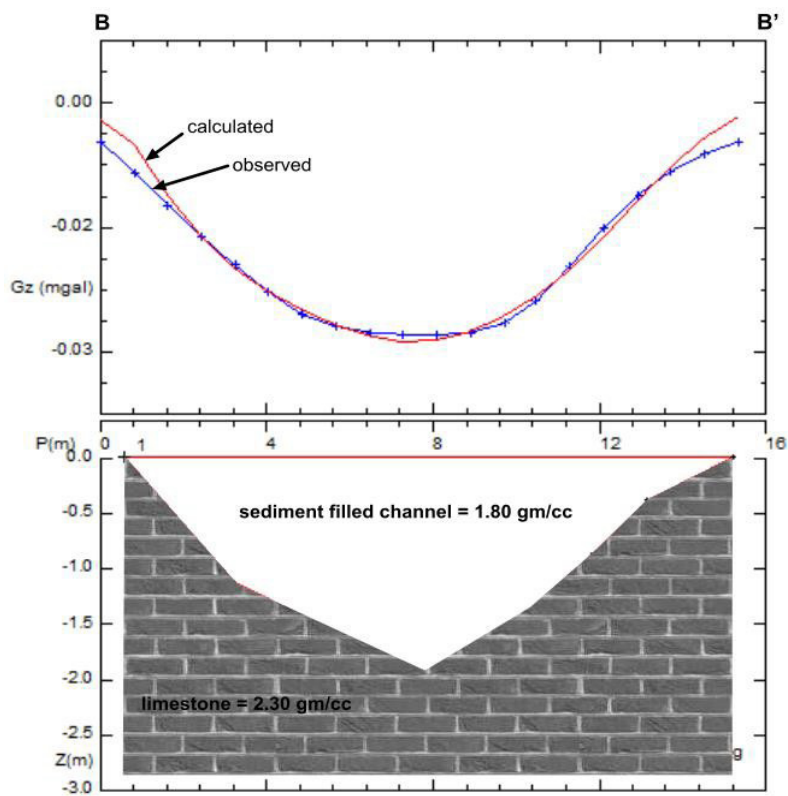 B B'
0.00
calculated
observed
-0.02
Gz (mgal)
-0.03
P(m) 0 1 4 8 12 16
0.0
sediment filled channel = 1.80 gm/cc
-0.5
-1.0
-1.5
-2.0
limestone = 2.30 gm/cc
-2.5
g
Z(m)
-3.0